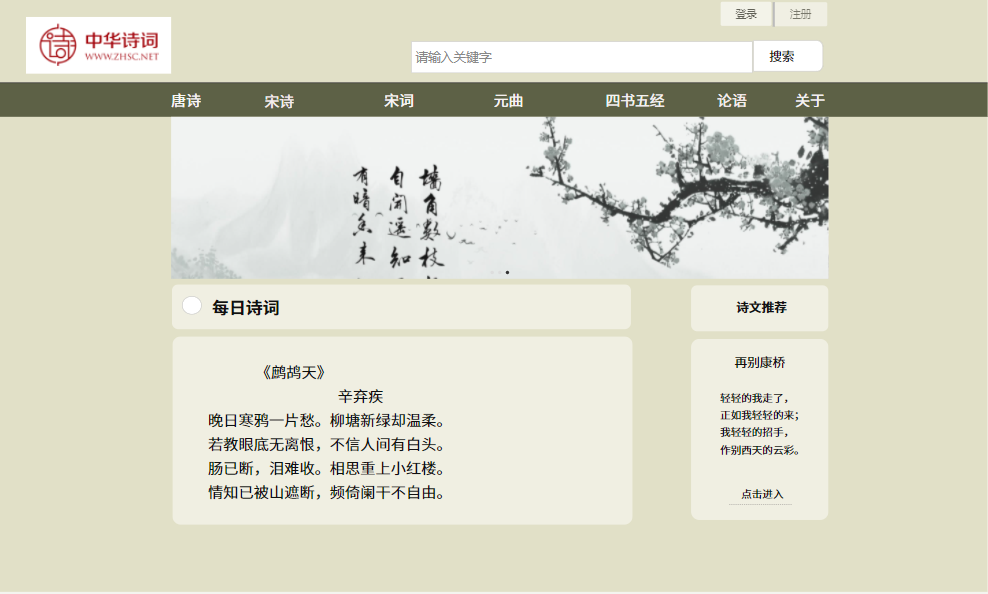 登录 注册
诗 中华诗词
WWW.ZHSC.NET
请输入关键字 搜索
唐诗 宋诗 宋词 元曲 四书五经 论语 关于
墙角数枝
自开遥知
有暗香来
每日诗词
《鹧鸪天》
辛弃疾
晚日寒鸦一片愁。柳塘新绿却温柔。
若教眼底无离恨，不信人间有白头。
肠已断，泪难收。相思重上小红楼。
情知已被山遮断，频倚阑干不自由。
诗文推荐
再别康桥
轻轻的我走了，
正如我轻轻的来；
我轻轻的招手，
作别西天的云彩。
点击进入